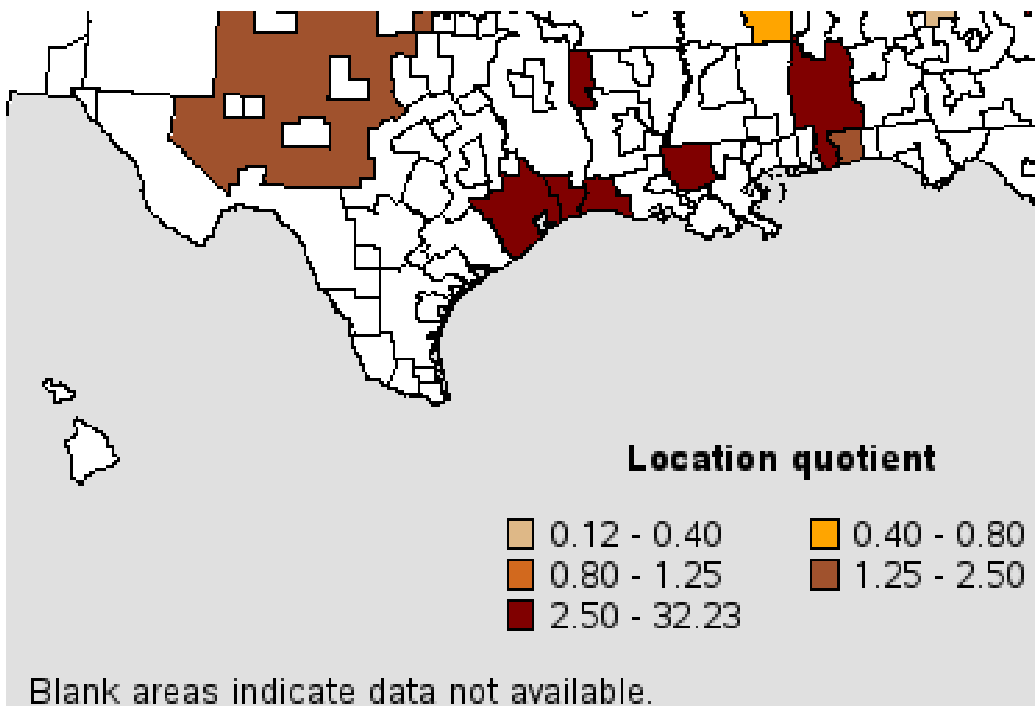 Location quotient
0.12 - 0.40
0.40 - 0.80
0.80 - 1.25
1.25 - 2.50
2.50 - 32.23
Blank areas indicate data not available.